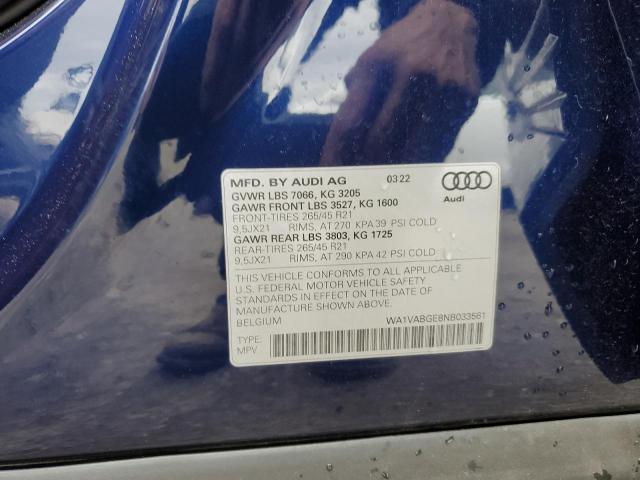 MFD. BY AUDI AG 03 22
GVWR LBS 7066, KG 3205
GAWR FRONT LBS 3527, KG 1600
FRONT-TIRES 265/45 R21
9,5JX21 RIMS, AT 270 KPA 39 PSI COLD
GAWR REAR LBS 3803, KG 1725
REAR-TIRES 265/45 R21
9,5JX21 RIMS, AT 290 KPA 42 PSI COLD
Audi
THIS VEHICLE CONFORMS TO ALL APPLICABLE
U.S. FEDERAL MOTOR VEHICLE SAFETY
STANDARDS IN EFFECT ON THE DATE OF
MANUFACTURE SHOWN ABOVE.
BELGIUM WA1VABGE8NB033561
TYPE:
MPV